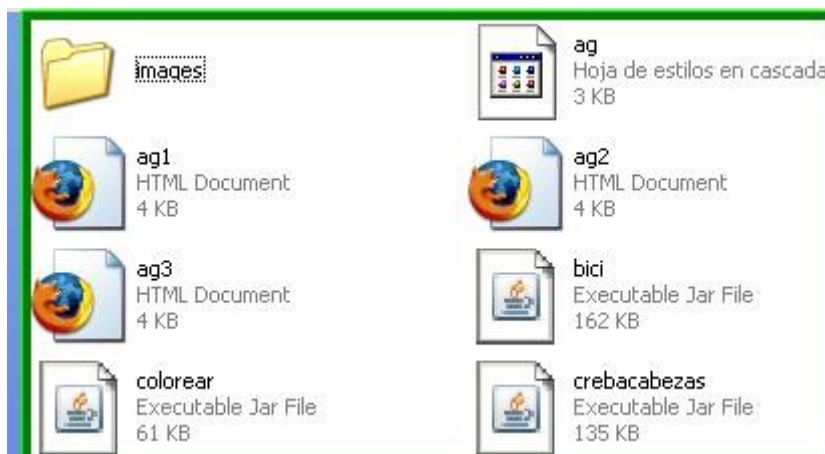 images
ag
Hoja de estilos en cascada
3 KB
ag1
HTML Document
4 KB
ag2
HTML Document
4 KB
ag3
HTML Document
4 KB
bici
Executable Jar File
162 KB
colorear
Executable Jar File
61 KB
crebacabezas
Executable Jar File
135 KB